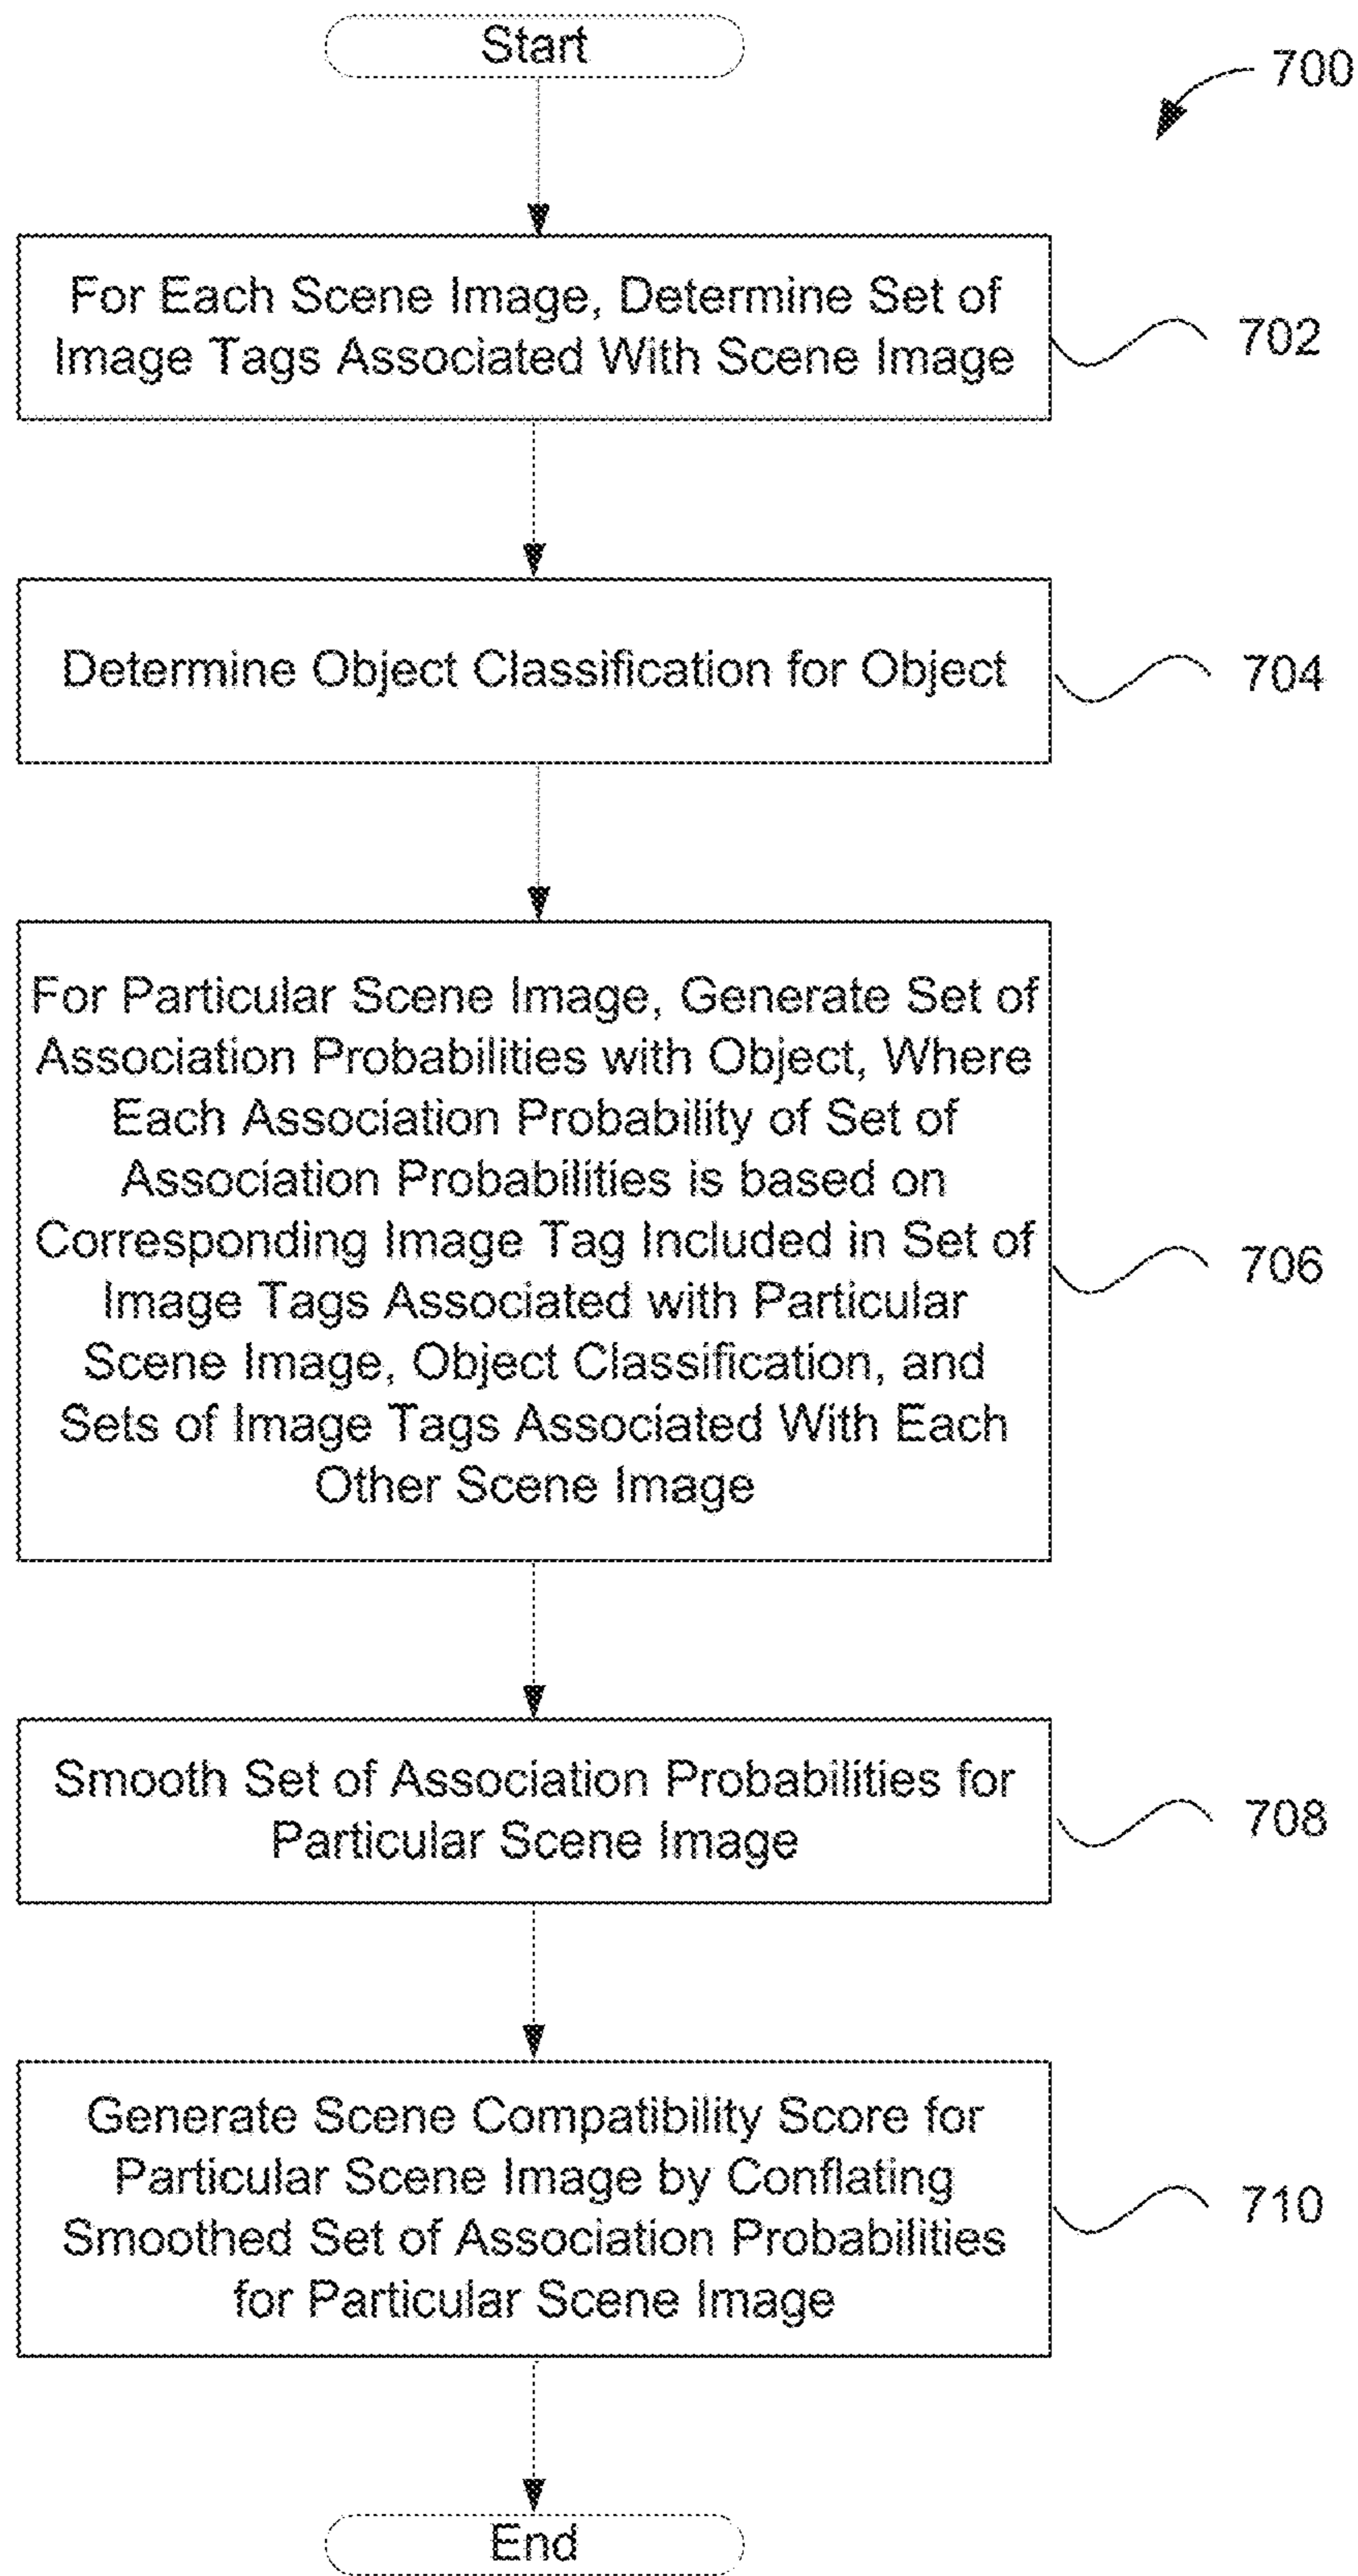 Start
700
For Each Scene Image, Determine Set of
Image Tags Associated With Scene Image
702
Determine Object Classification for Object
704
For Particular Scene Image, Generate Set of
Association Probabilities with Object, Where
Each Association Probability of Set of
Association Probabilities is based on
Corresponding Image Tag Included in Set of
Image Tags Associated with Particular
Scene Image, Object Classification, and
Sets of Image Tags Associated With Each
Other Scene Image
706
Smooth Set of Association Probabilities for
Particular Scene Image
708
Generate Scene Compatibility Score for
Particular Scene Image by Conflating
Smoothed Set of Association Probabilities
for Particular Scene Image
710
End